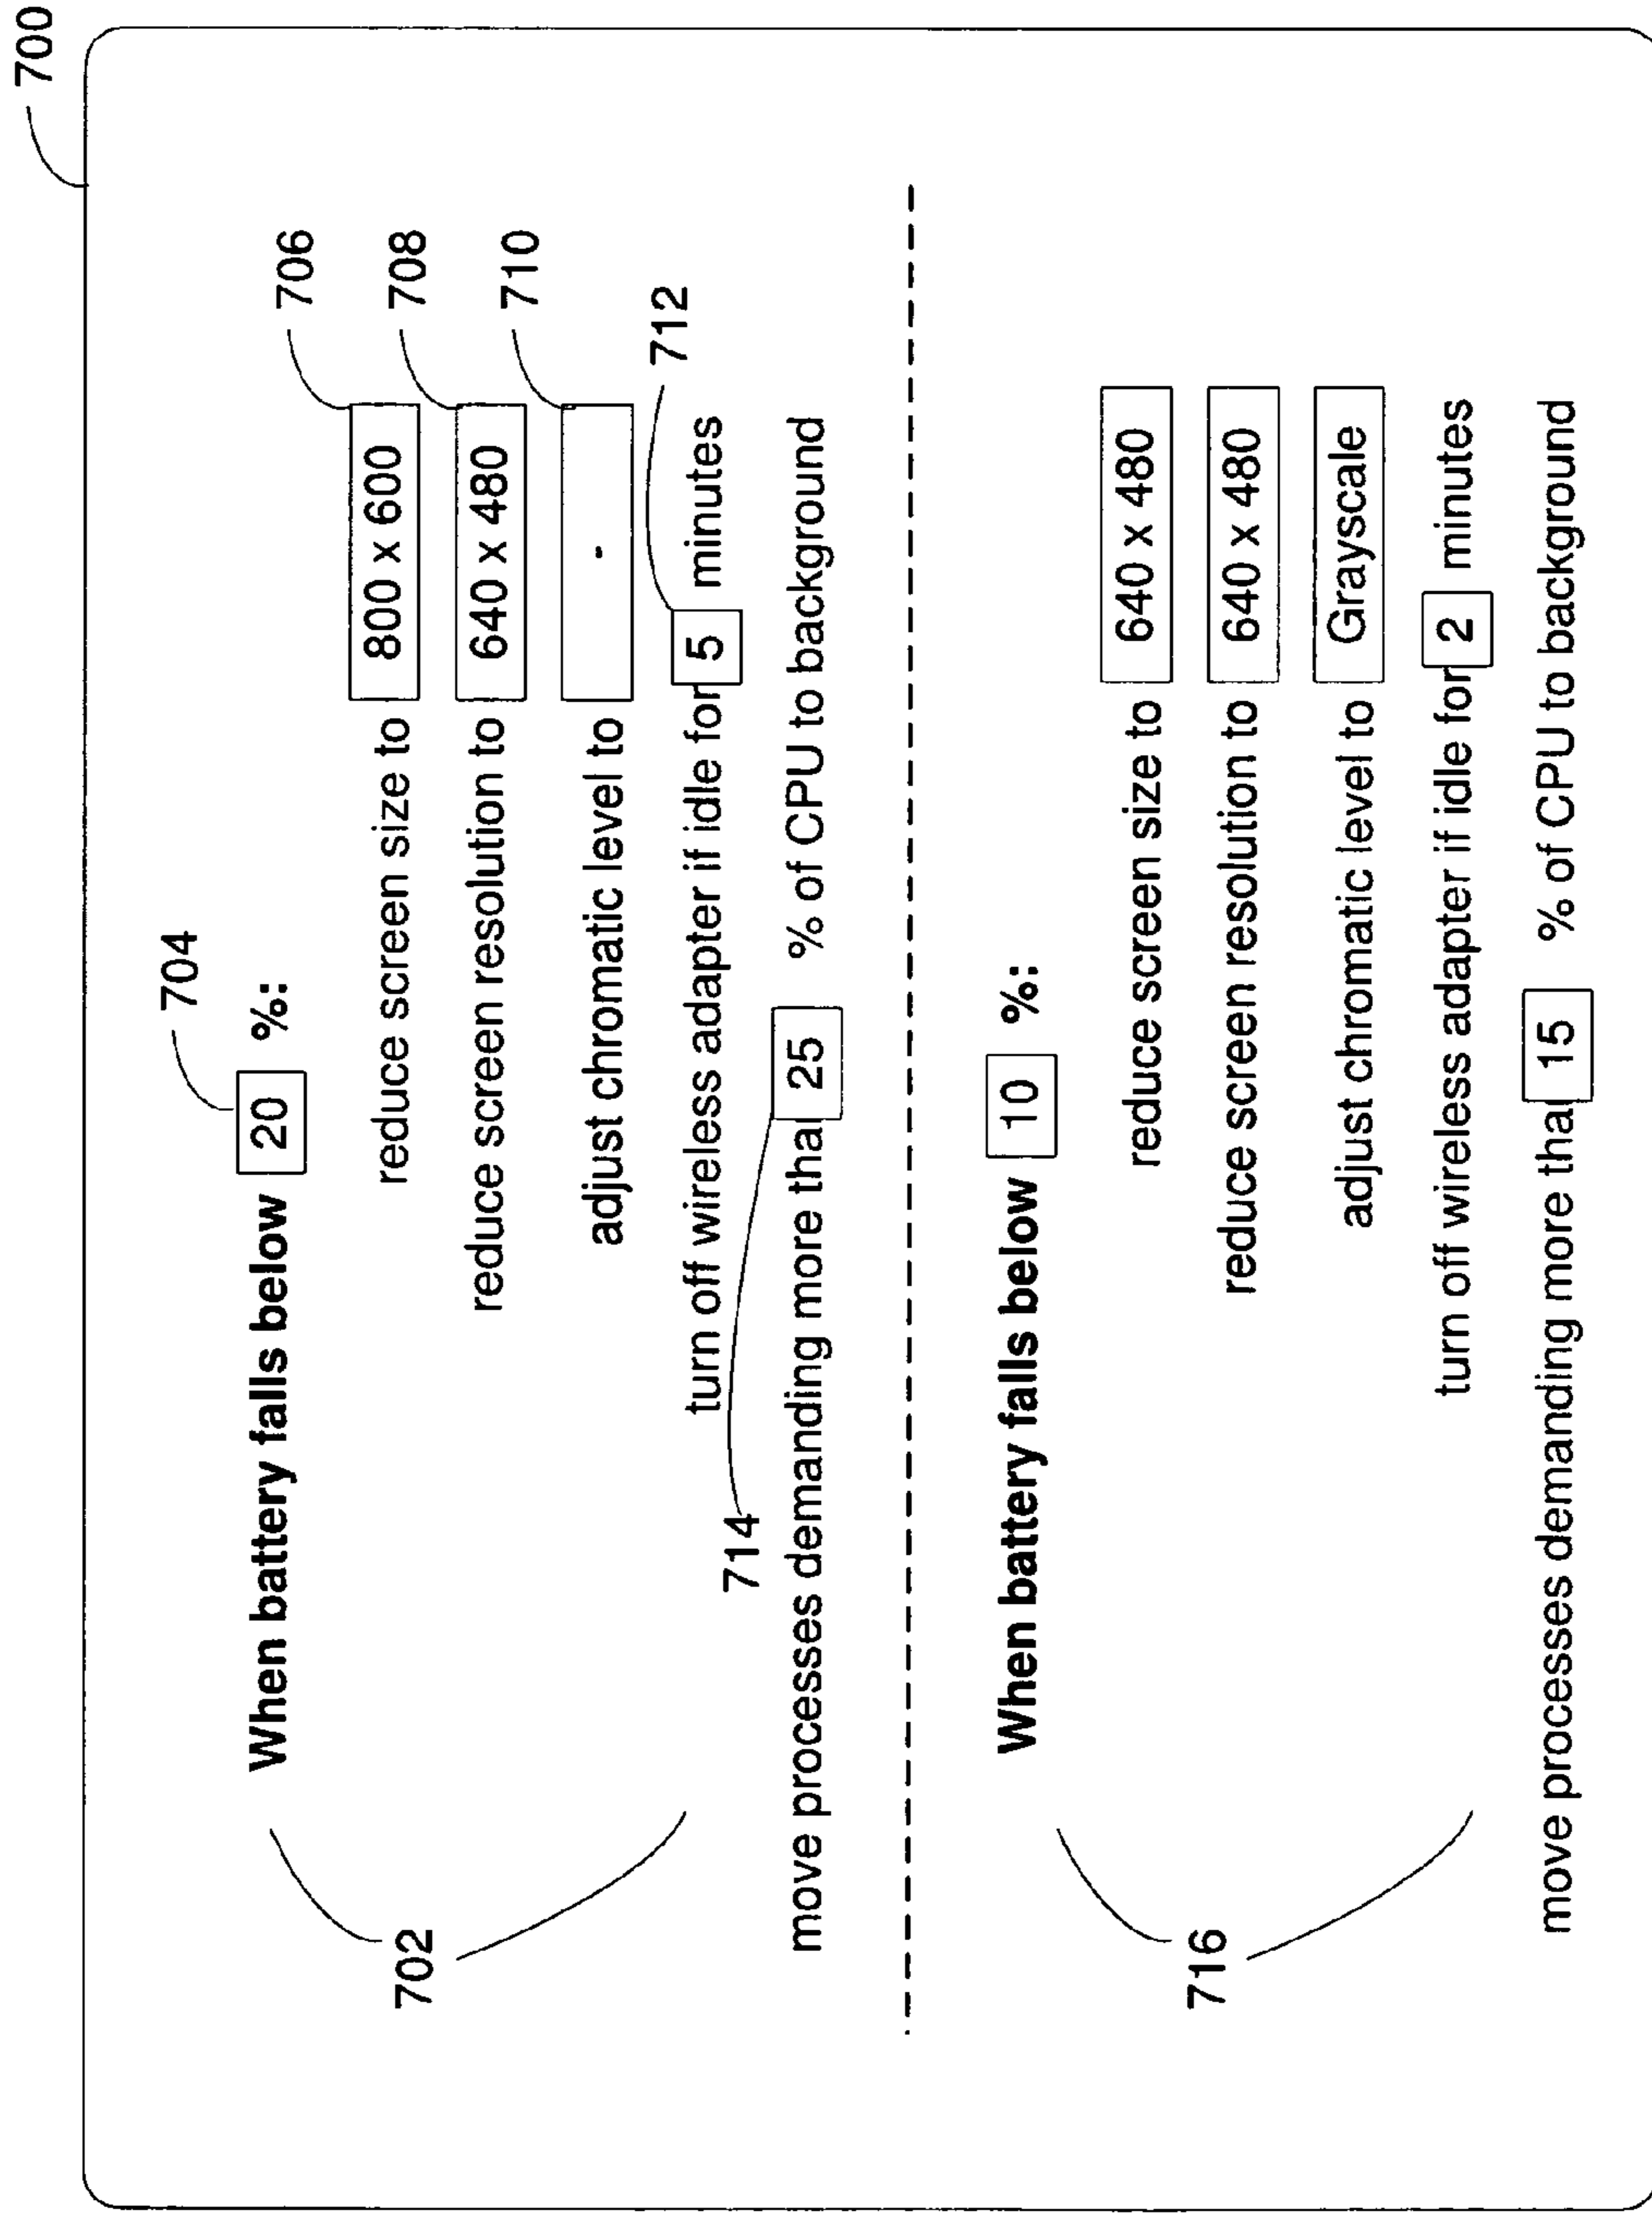 700
704
When battery falls below 20 %:
706
reduce screen size to 800 x 600
708
702
reduce screen resolution to 640 x 480
710
adjust chromatic level to -
712
turn off wireless adapter if idle for 5 minutes
714
move processes demanding more tha 25 % of CPU to background
When battery falls below 10 %:
reduce screen size to 640 x 480
716
reduce screen resolution to 640 x 480
adjust chromatic level to Grayscale
turn off wireless adapter if idle for 2 minutes
move processes demanding more tha 15 % of CPU to background